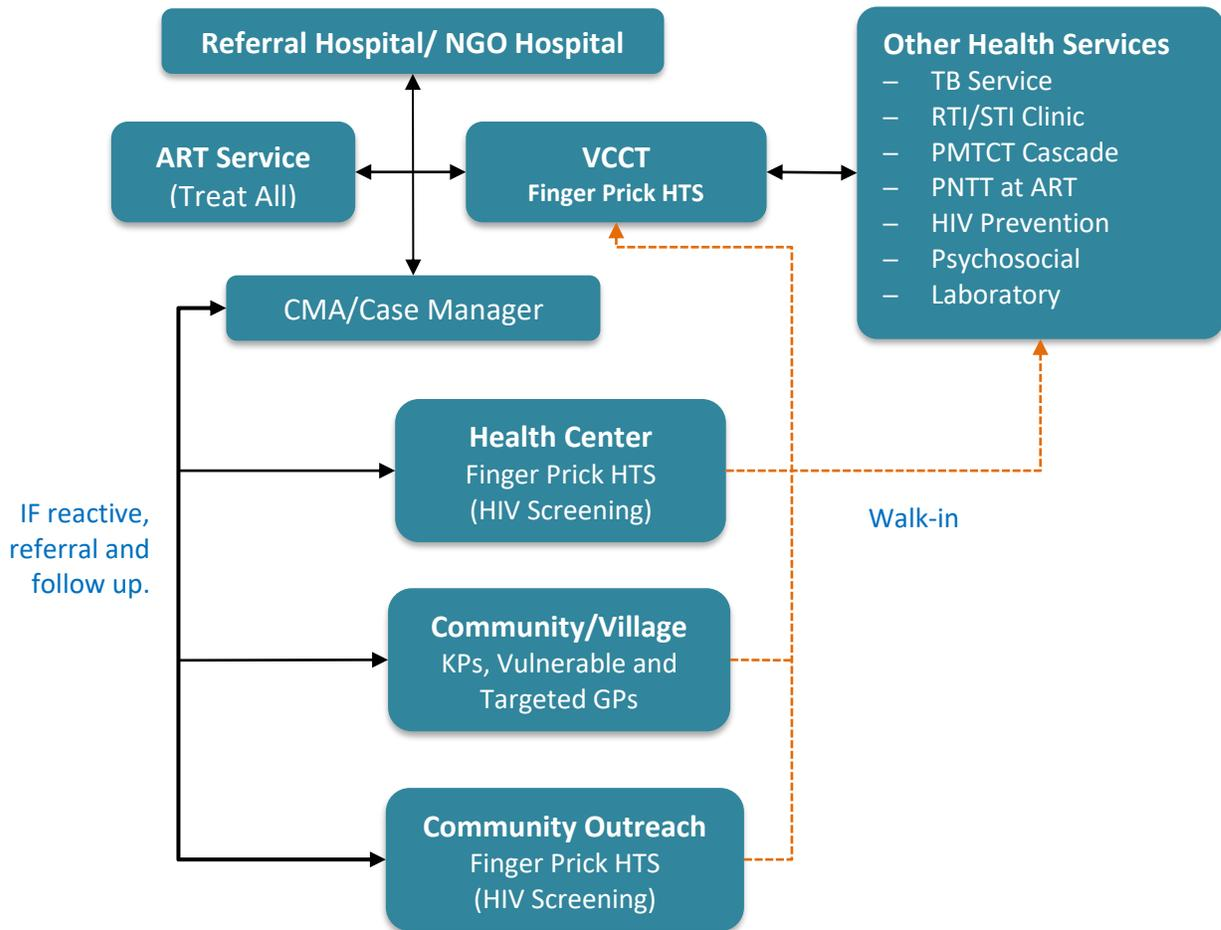 Referral Hospital/ NGO Hospital
Other Health Services
– TB Service
– RTI/STI Clinic
– PMTCT Cascade
– PNTT at ART
– HIV Prevention
– Psychosocial
– Laboratory
ART Service
(Treat All)
VCCT
Finger Prick HTS
CMA/Case Manager
Health Center
Finger Prick HTS
(HIV Screening)
IF reactive,
referral and
follow up.
Walk-in
Community/Village
KPs, Vulnerable and
Targeted GPs
Community Outreach
Finger Prick HTS
(HIV Screening)